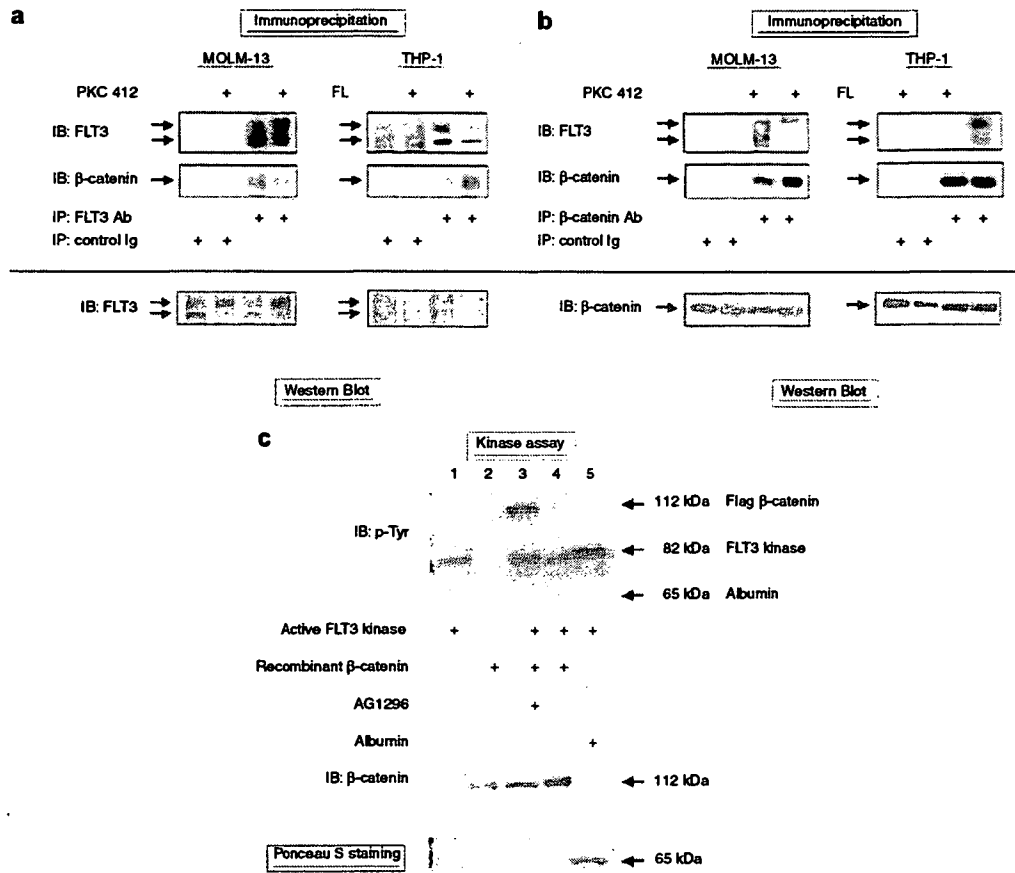 a
Immunoprecipitation
MOLM-13 THP-1
PKC 412 + + FL + +
IB: FLT3
IB: β-catenin
IP: FLT3 Ab + + + +
IP: control Ig + + + +
IB: FLT3
Western Blot
b
Immunoprecipitation
MOLM-13 THP-1
PKC 412 + + FL + +
IB: FLT3
IB: β-catenin
IP: β-catenin Ab + + + +
IP: control Ig + + + +
IB: β-catenin
Western Blot
c
Kinase assay
1 2 3 4 5
IB: p-Tyr
112 kDa Flag β-catenin
82 kDa FLT3 kinase
65 kDa Albumin
Active FLT3 kinase + + + +
Recombinant β-catenin + + +
AG1296 +
Albumin +
IB: β-catenin 112 kDa
Ponceau S staining 65 kDa